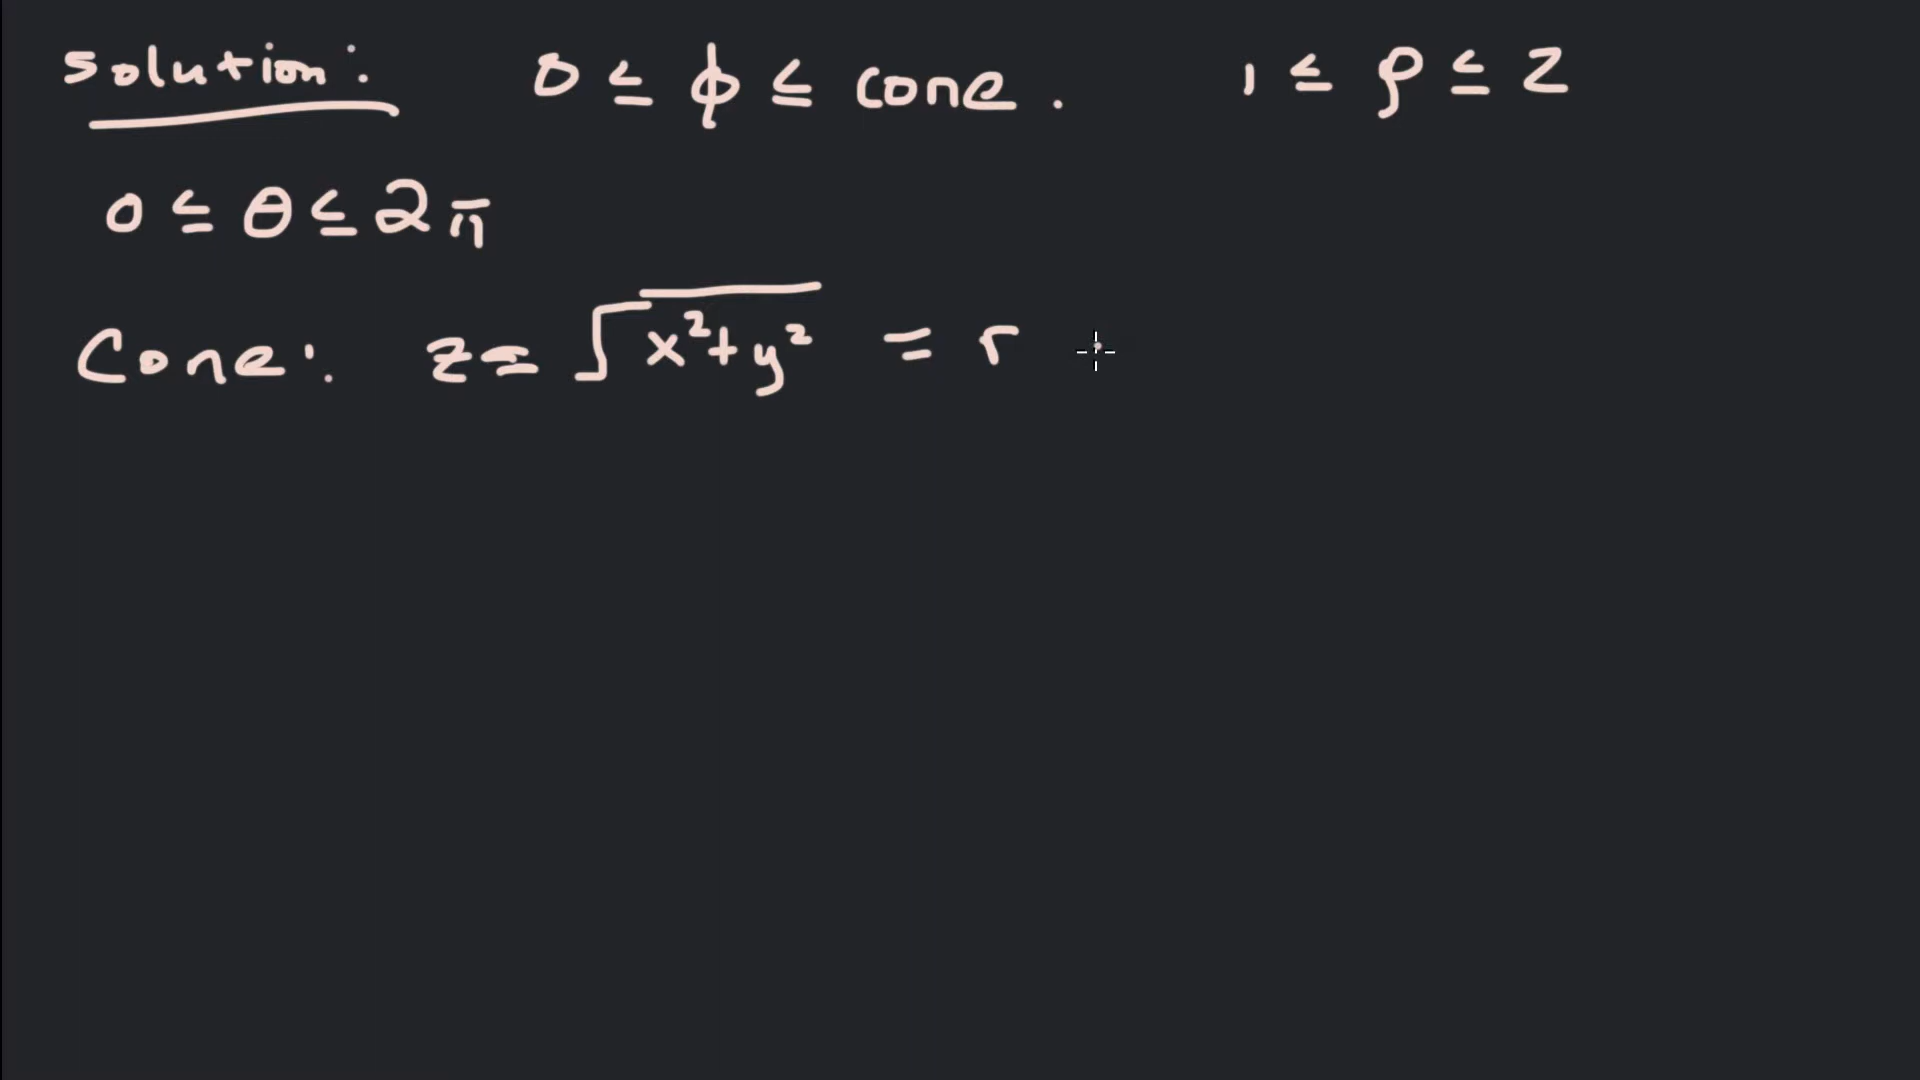 Solution: 0 ≤ ϕ ≤ cone. 1 ≤ ρ ≤ 2
0 ≤ θ ≤ 2π
Cone: z = √x²+y² = r